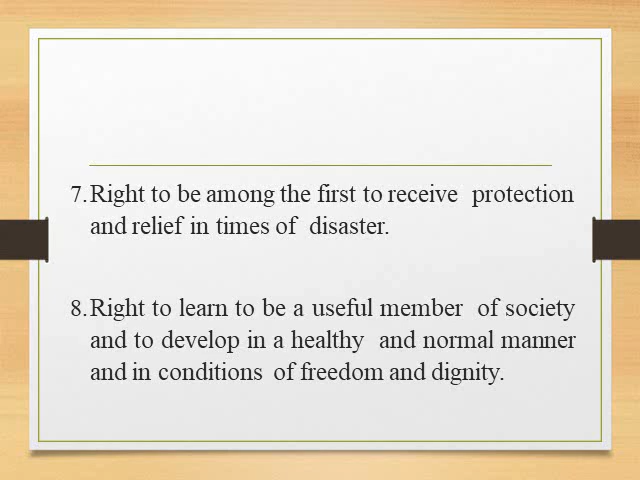 7. Right to be among the first to receive protection
and relief in times of disaster.
8. Right to learn to be a useful member of society
and to develop in a healthy and normal manner
and in conditions of freedom and dignity.